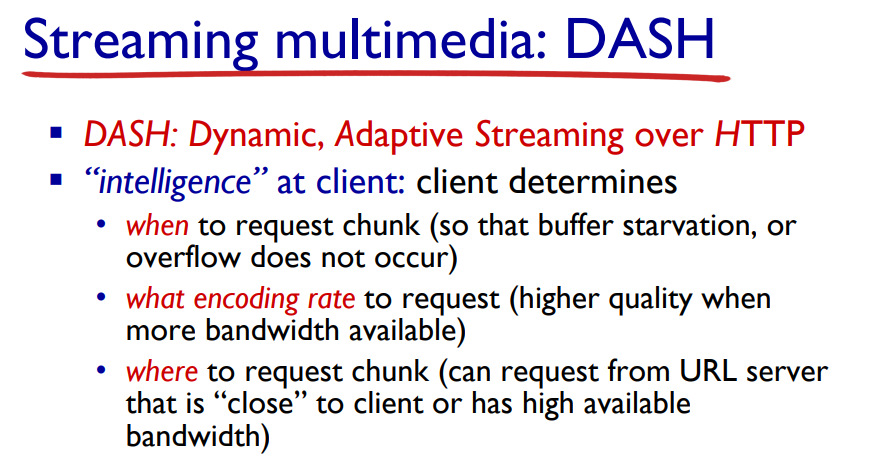 Streaming multimedia: DASH
▪ DASH: Dynamic, Adaptive Streaming over HTTP
▪ “intelligence” at client: client determines
• when to request chunk (so that buffer starvation, or
overflow does not occur)
• what encoding rate to request (higher quality when
more bandwidth available)
• where to request chunk (can request from URL server
that is “close” to client or has high available
bandwidth)